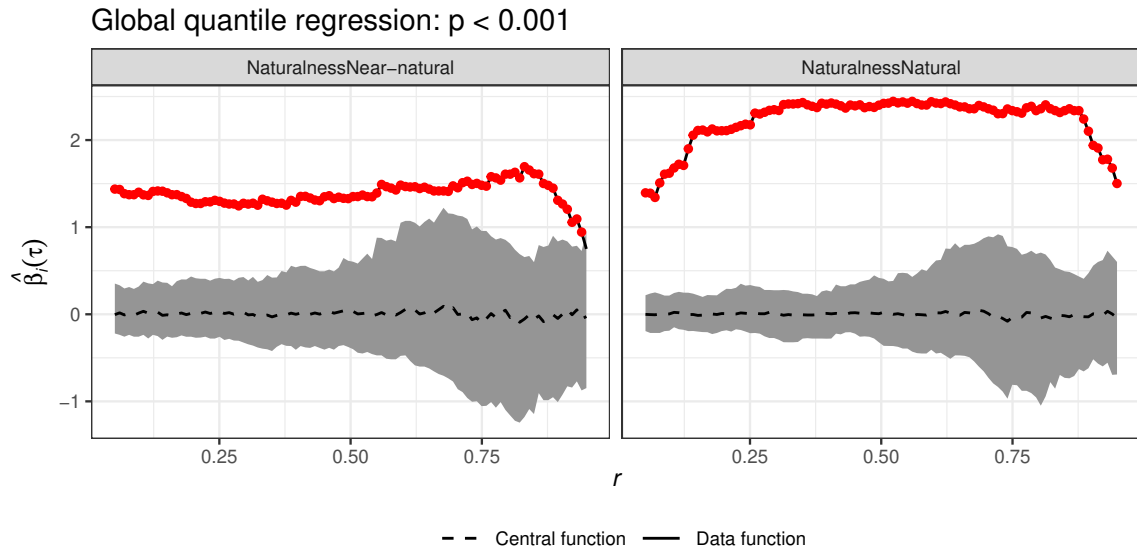 Global quantile regression: p < 0.001
NaturalnessNear−natural
NaturalnessNatural
β̂i(τ)
2
1
0
−1
0.25 0.50 0.75 0.25 0.50 0.75
r
Central function Data function